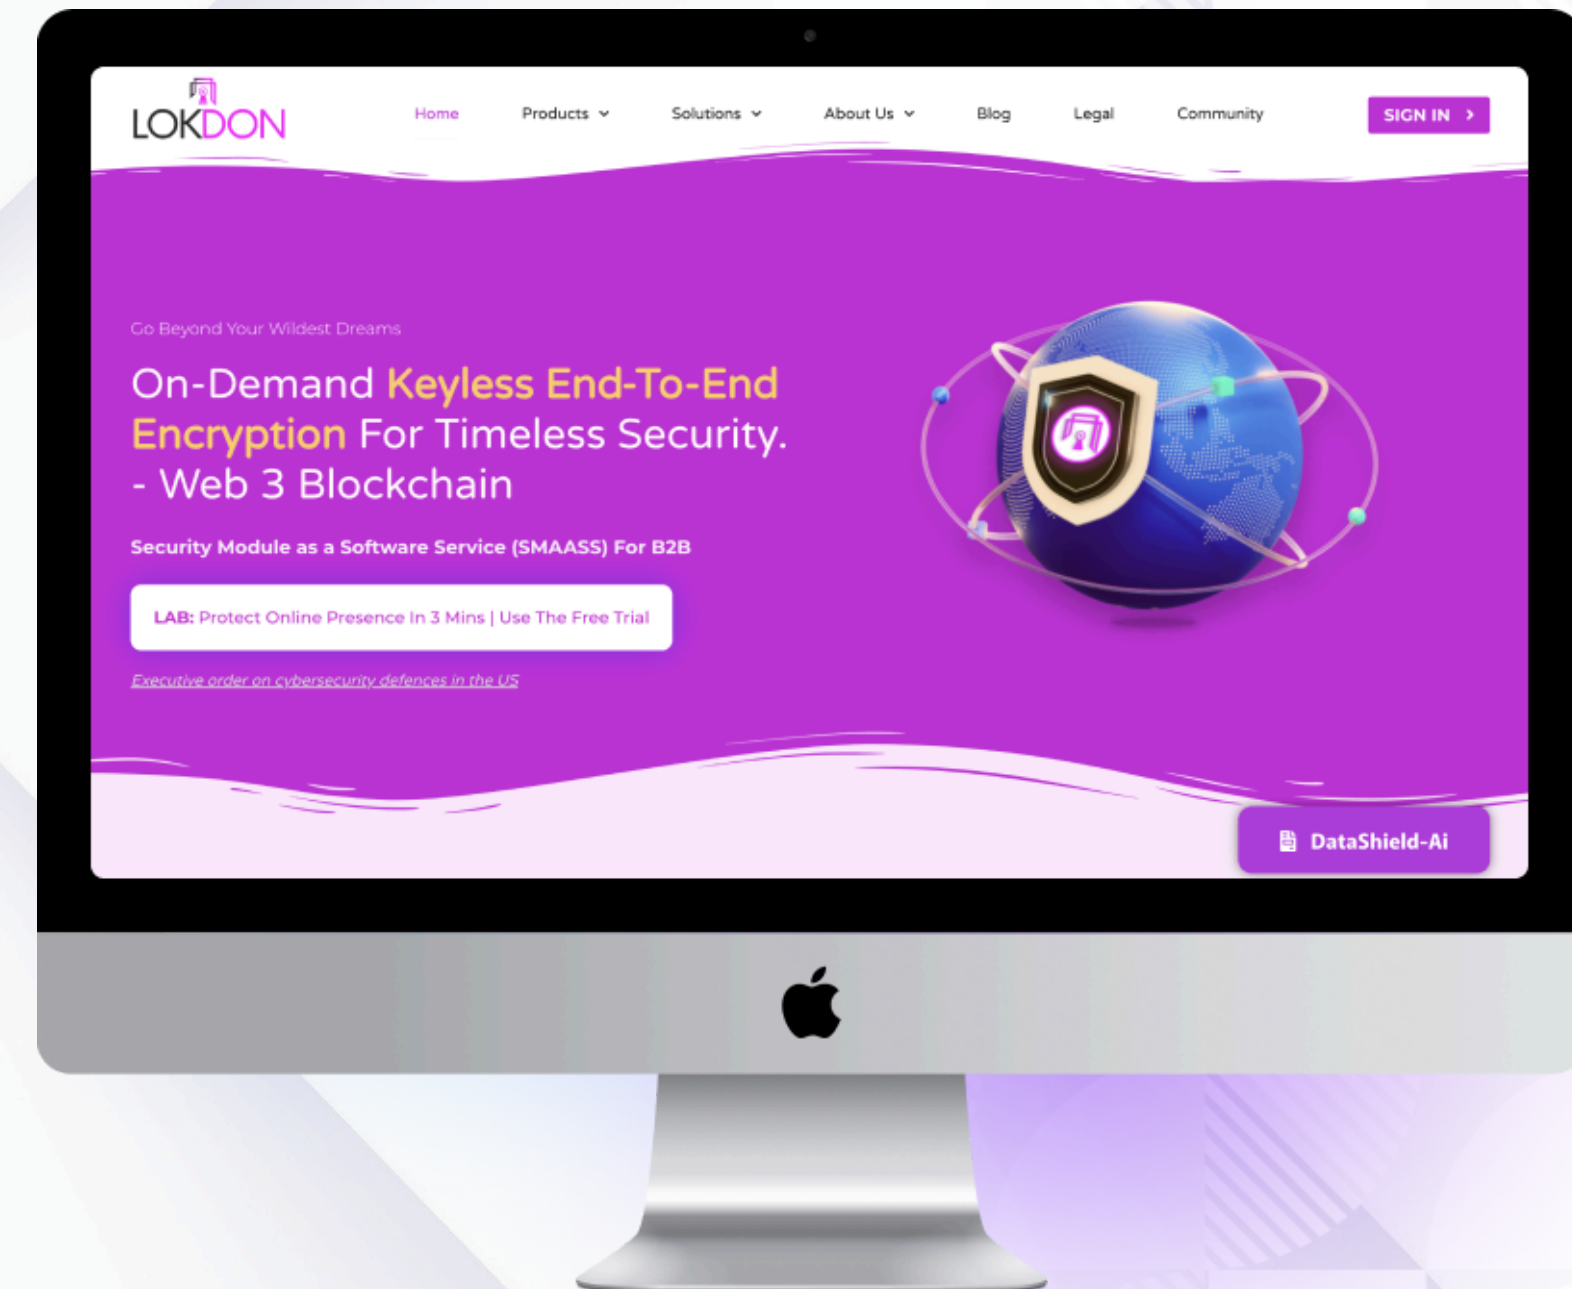 LOKDON
Home Products Solutions About Us Blog Legal Community SIGN IN
Go Beyond Your Wildest Dreams
On-Demand Keyless End-To-End
Encryption For Timeless Security.
- Web 3 Blockchain
Security Module as a Software Service (SMAASS) For B2B
LAB: Protect Online Presence In 3 Mins | Use The Free Trial
Executive order on cybersecurity defences in the US
DataShield-Ai